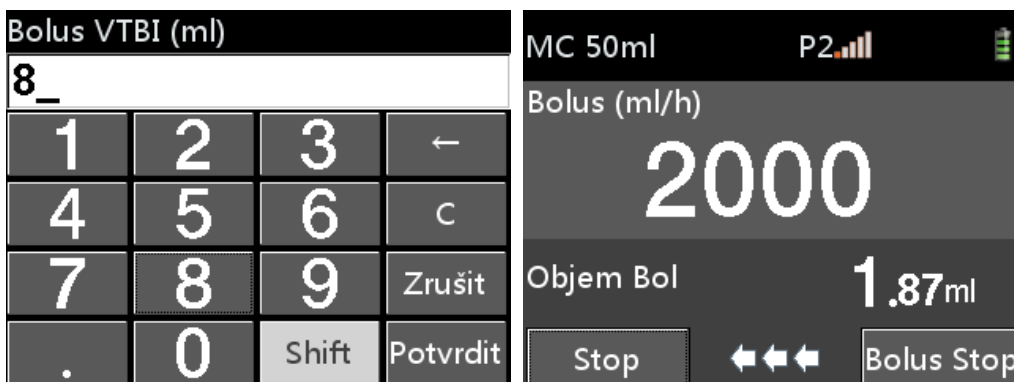 Bolus VTBI (ml)
8_
1 2 3 ←
4 5 6 C
7 8 9 Zrušit
. 0 Shift Potvrdit
MC 50ml P2
Bolus (ml/h)
2000
Objem Bol 1.87ml
Stop Bolus Stop